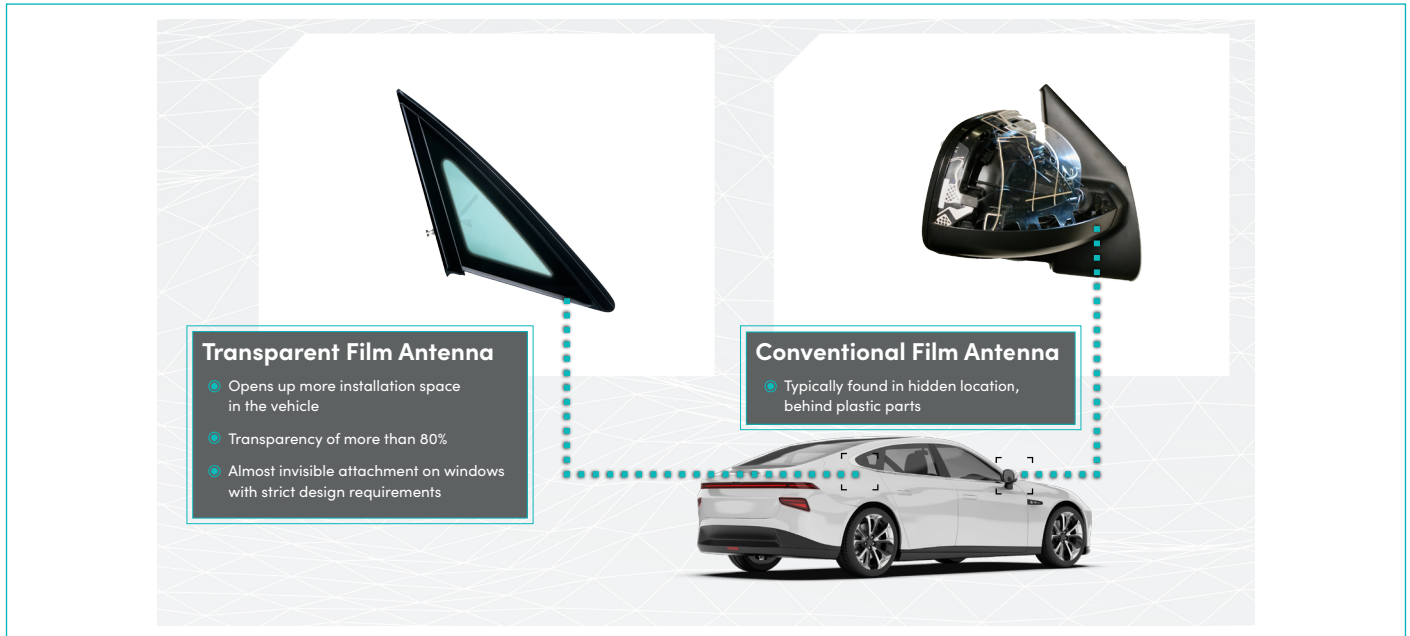 Transparent Film Antenna
Opens up more installation space
in the vehicle
Transparency of more than 80%
Almost invisible attachment on windows
with strict design requirements
Conventional Film Antenna
Typically found in hidden location,
behind plastic parts